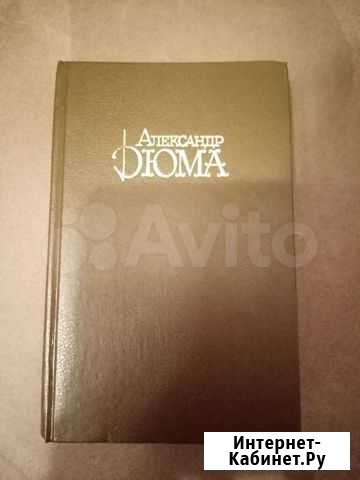 Александр
Дюма
Avito
Интернет-
Кабинет.Ру